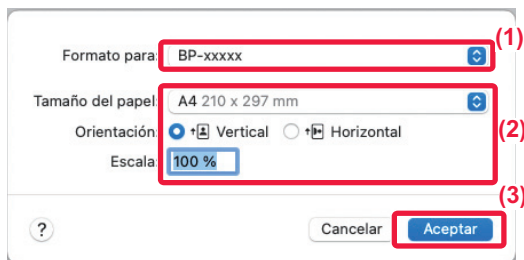 (1)
Formato para: BP-xxxxx
Tamaño del papel: A4 210 x 297 mm
Orientación: Vertical Horizontal
(2)
Escala: 100 %
(3)
? Cancelar Aceptar